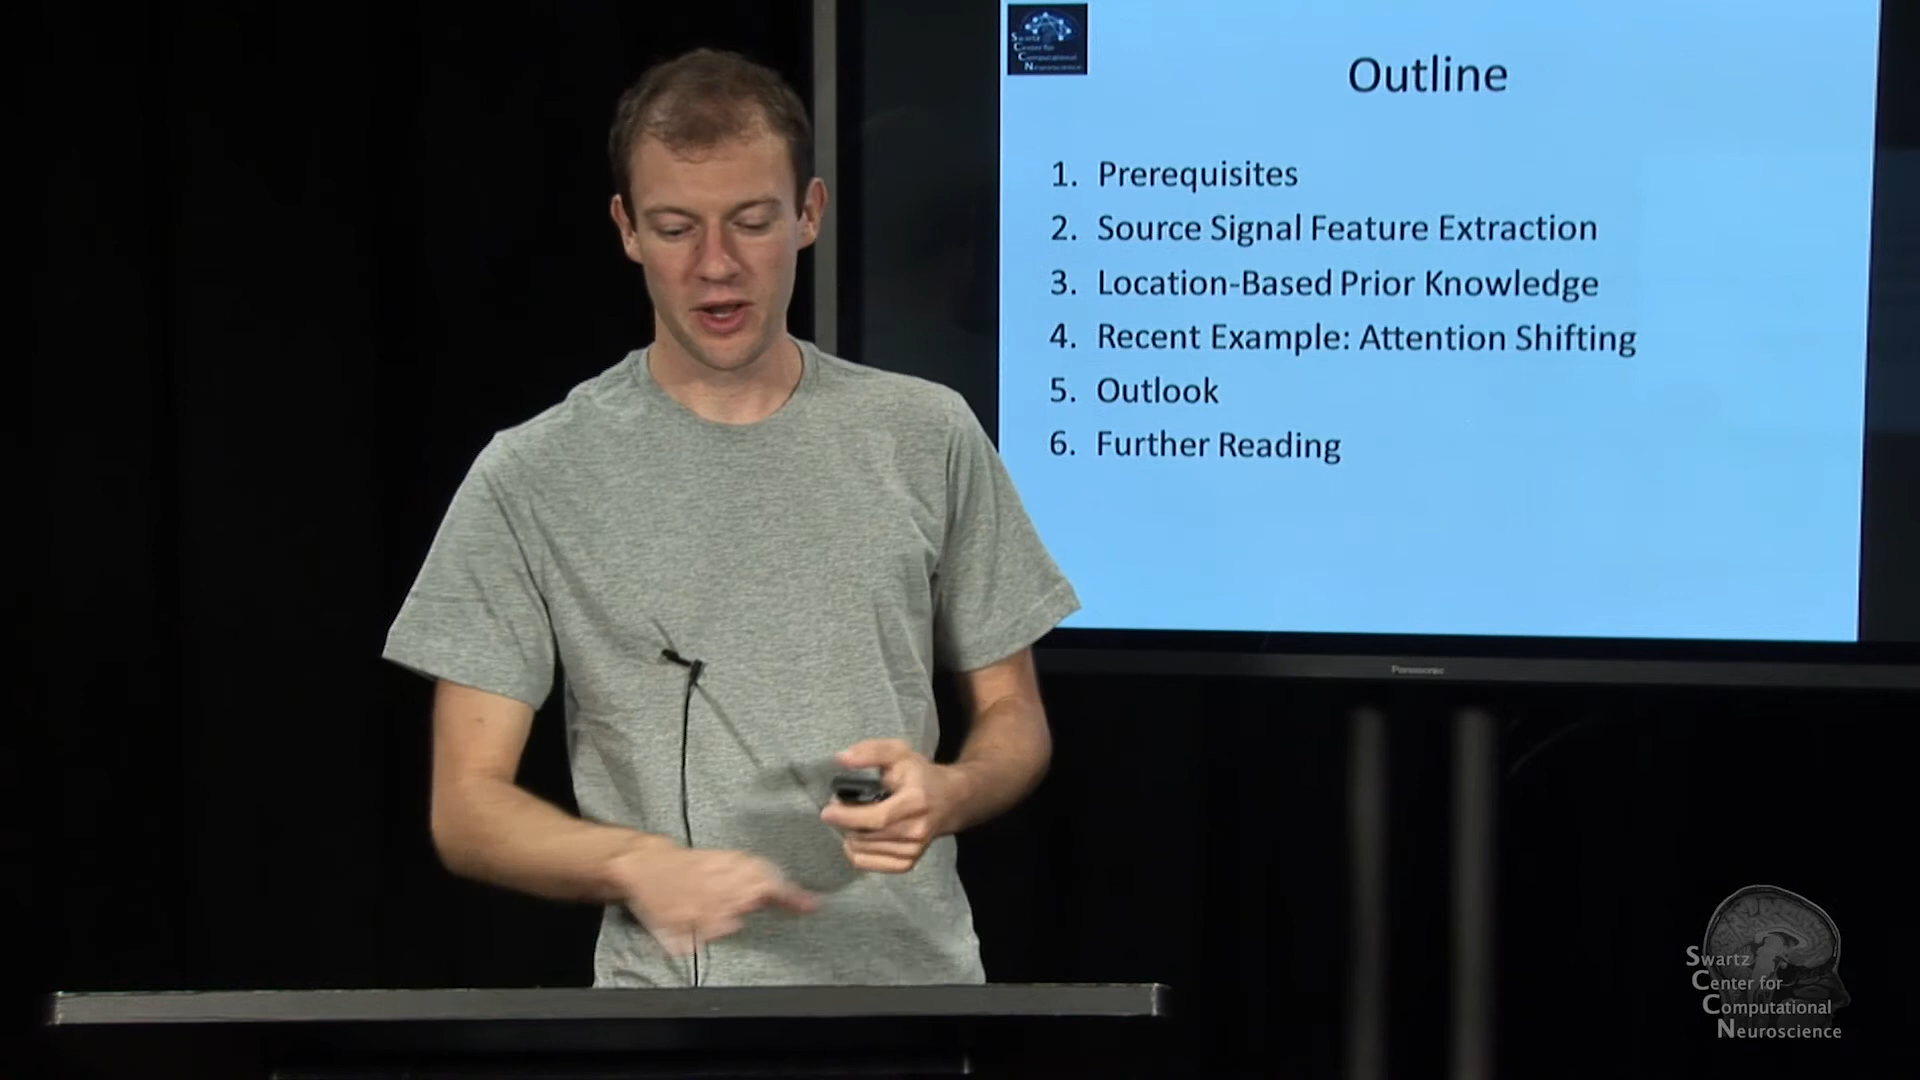 Swartz
Center for
Computational
Neuroscience
Outline
1. Prerequisites
2. Source Signal Feature Extraction
3. Location-Based Prior Knowledge
4. Recent Example: Attention Shifting
5. Outlook
6. Further Reading
Panasonic
Swartz
Center for
Computational
Neuroscience